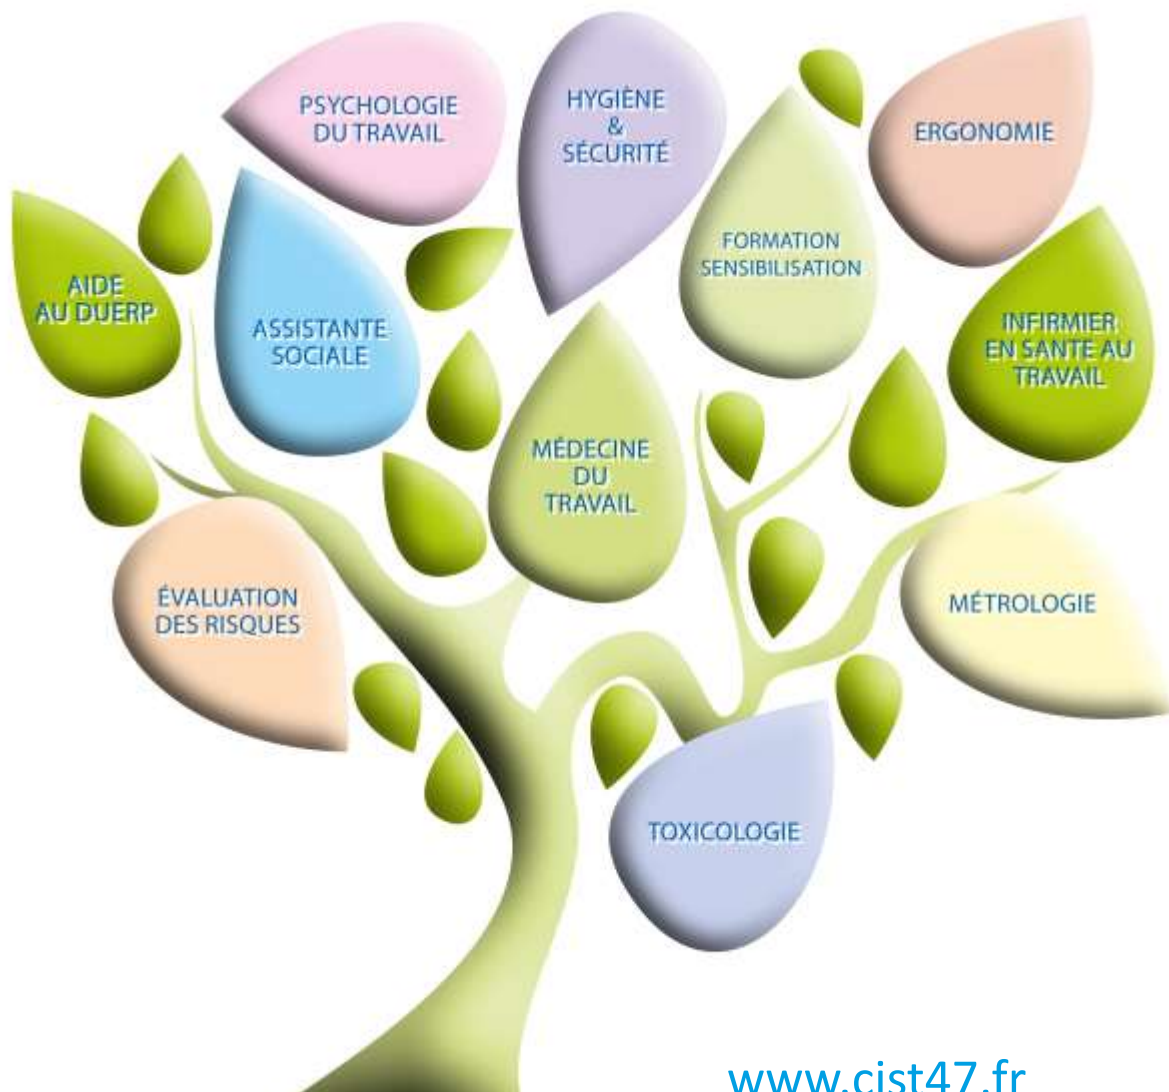 PSYCHOLOGIE
DU TRAVAIL
HYGIÈNE
&
SÉCURITÉ
ERGONOMIE
FORMATION
SENSIBILISATION
AIDE
AU DUERP
ASSISTANTE
SOCIALE
INFIRMIER
EN SANTE AU
TRAVAIL
MÉDECINE
DU
TRAVAIL
ÉVALUATION
DES RISQUES
MÉTROLOGIE
TOXICOLOGIE
www.cist47.fr